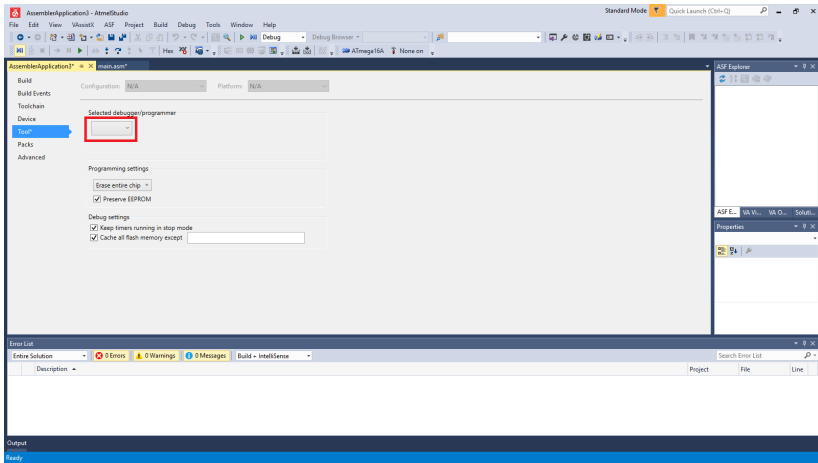 AssemblerApplication3 - AtmelStudio
Standard Mode
Quick Launch (Ctrl+Q)
File Edit View VAssistX ASF Project Build Debug Tools Window Help
Debug
Debug Browser
Hex
ATmega16A
None on
AssemblerApplication3*
main.asm*
ASF Explorer
Build
Build Events
Toolchain
Device
Tool*
Packs
Advanced
Configuration: N/A
Platform: N/A
Selected debugger/programmer
Programming settings
Erase entire chip
Preserve EEPROM
Debug settings
Keep timers running in stop mode
Cache all flash memory except
ASF E... VA Vi... VA O... Soluti...
Properties
Error List
Entire Solution
0 Errors
0 Warnings
0 Messages
Build + IntelliSense
Search Error List
Description
Project
File
Line
Output
Ready